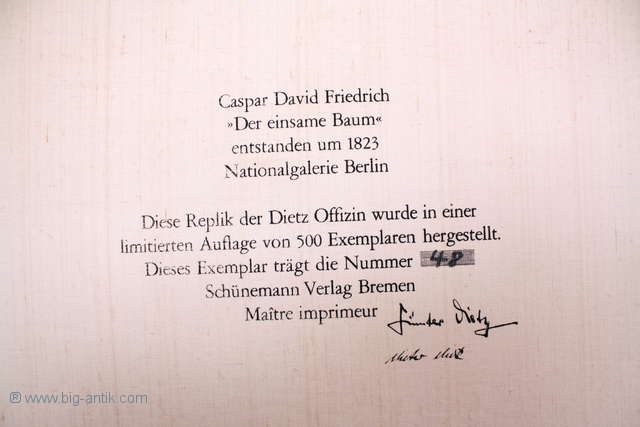 Caspar David Friedrich
»Der einsame Baum«
entstanden um 1823
Nationalgalerie Berlin
Diese Replik der Dietz Offizin wurde in einer
limitierten Auflage von 500 Exemplaren hergestellt.
Dieses Exemplar trägt die Nummer 48
Schünemann Verlag Bremen
Maître imprimeur Günter Dietz
® www.big-antik.com